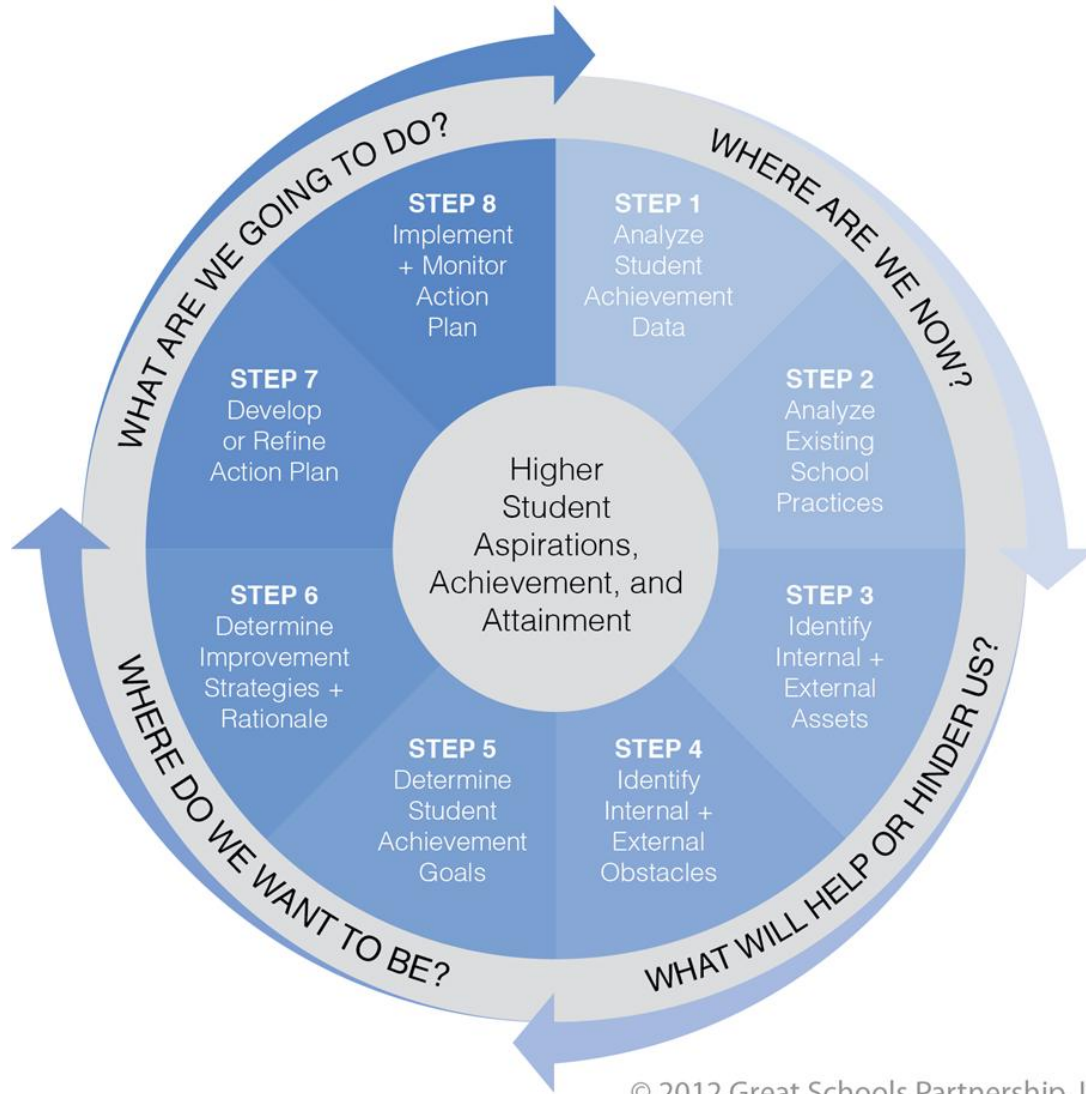 WHERE ARE WE NOW?
STEP 1
Analyze
Student
Achievement
Data
STEP 2
Analyze
Existing
School
Practices
WHAT WILL HELP OR HINDER US?
STEP 3
Identify
Internal +
External
Assets
STEP 4
Identify
Internal +
External
Obstacles
WHERE DO WE WANT TO BE?
STEP 5
Determine
Student
Achievement
Goals
STEP 6
Determine
Improvement
Strategies +
Rationale
WHAT ARE WE GOING TO DO?
STEP 7
Develop
or Refine
Action Plan
STEP 8
Implement
+ Monitor
Action
Plan
Higher
Student
Aspirations,
Achievement, and
Attainment
© 2012 Great Schools Partnership,